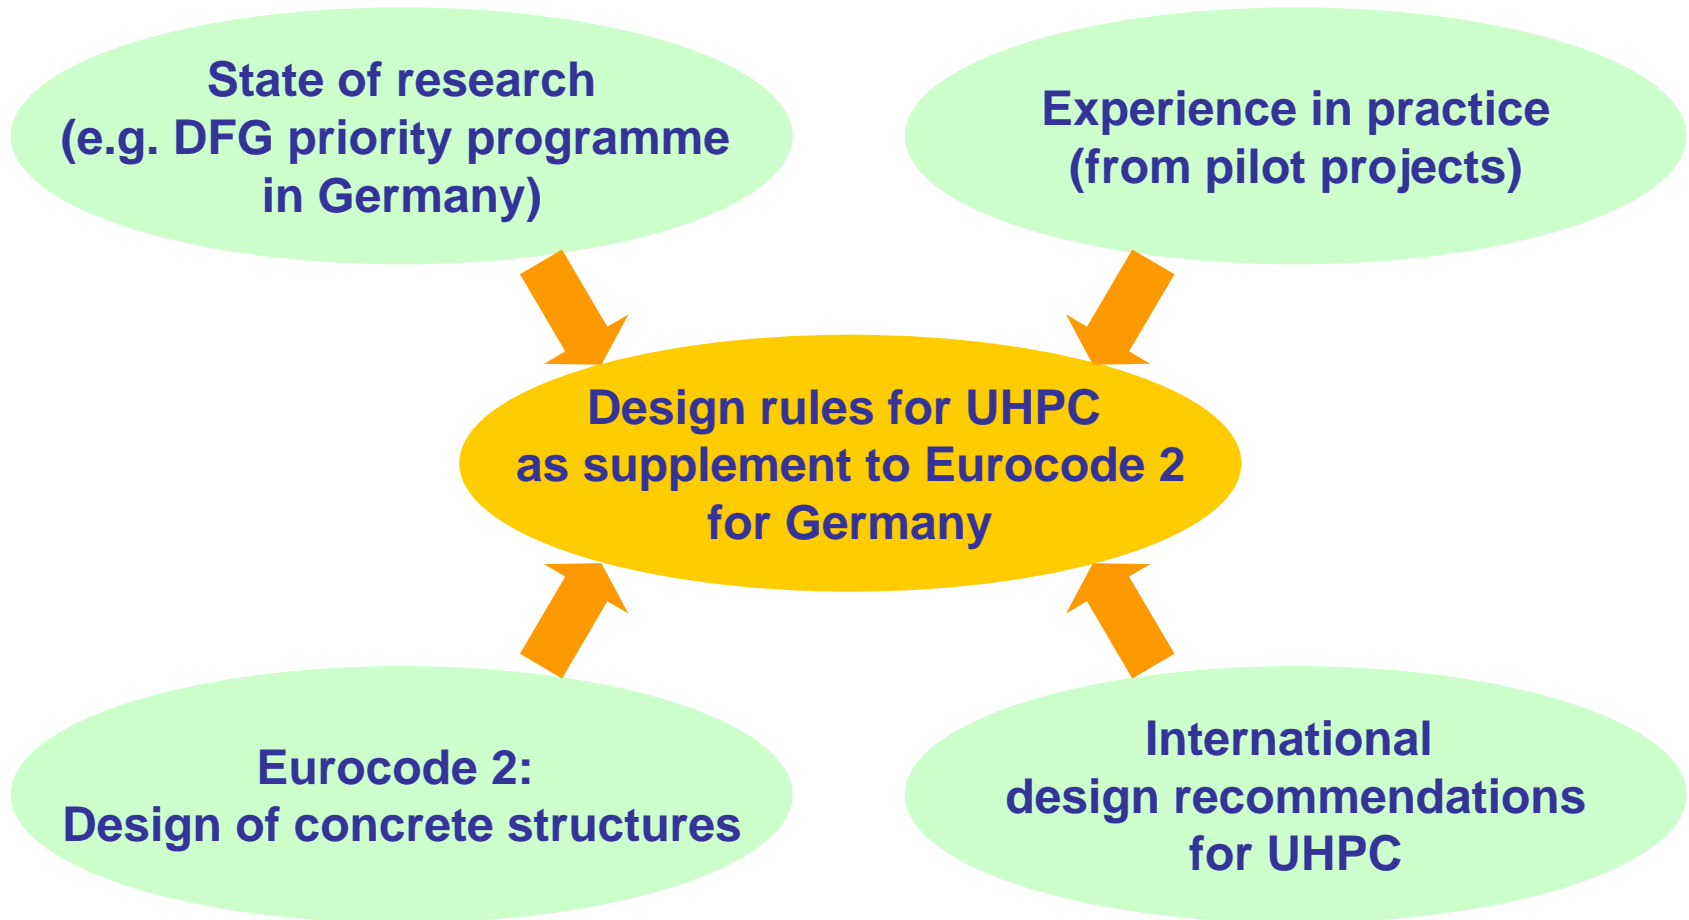 State of research
(e.g. DFG priority programme
in Germany)
Experience in practice
(from pilot projects)
Design rules for UHPC
as supplement to Eurocode 2
for Germany
Eurocode 2:
Design of concrete structures
International
design recommendations
for UHPC